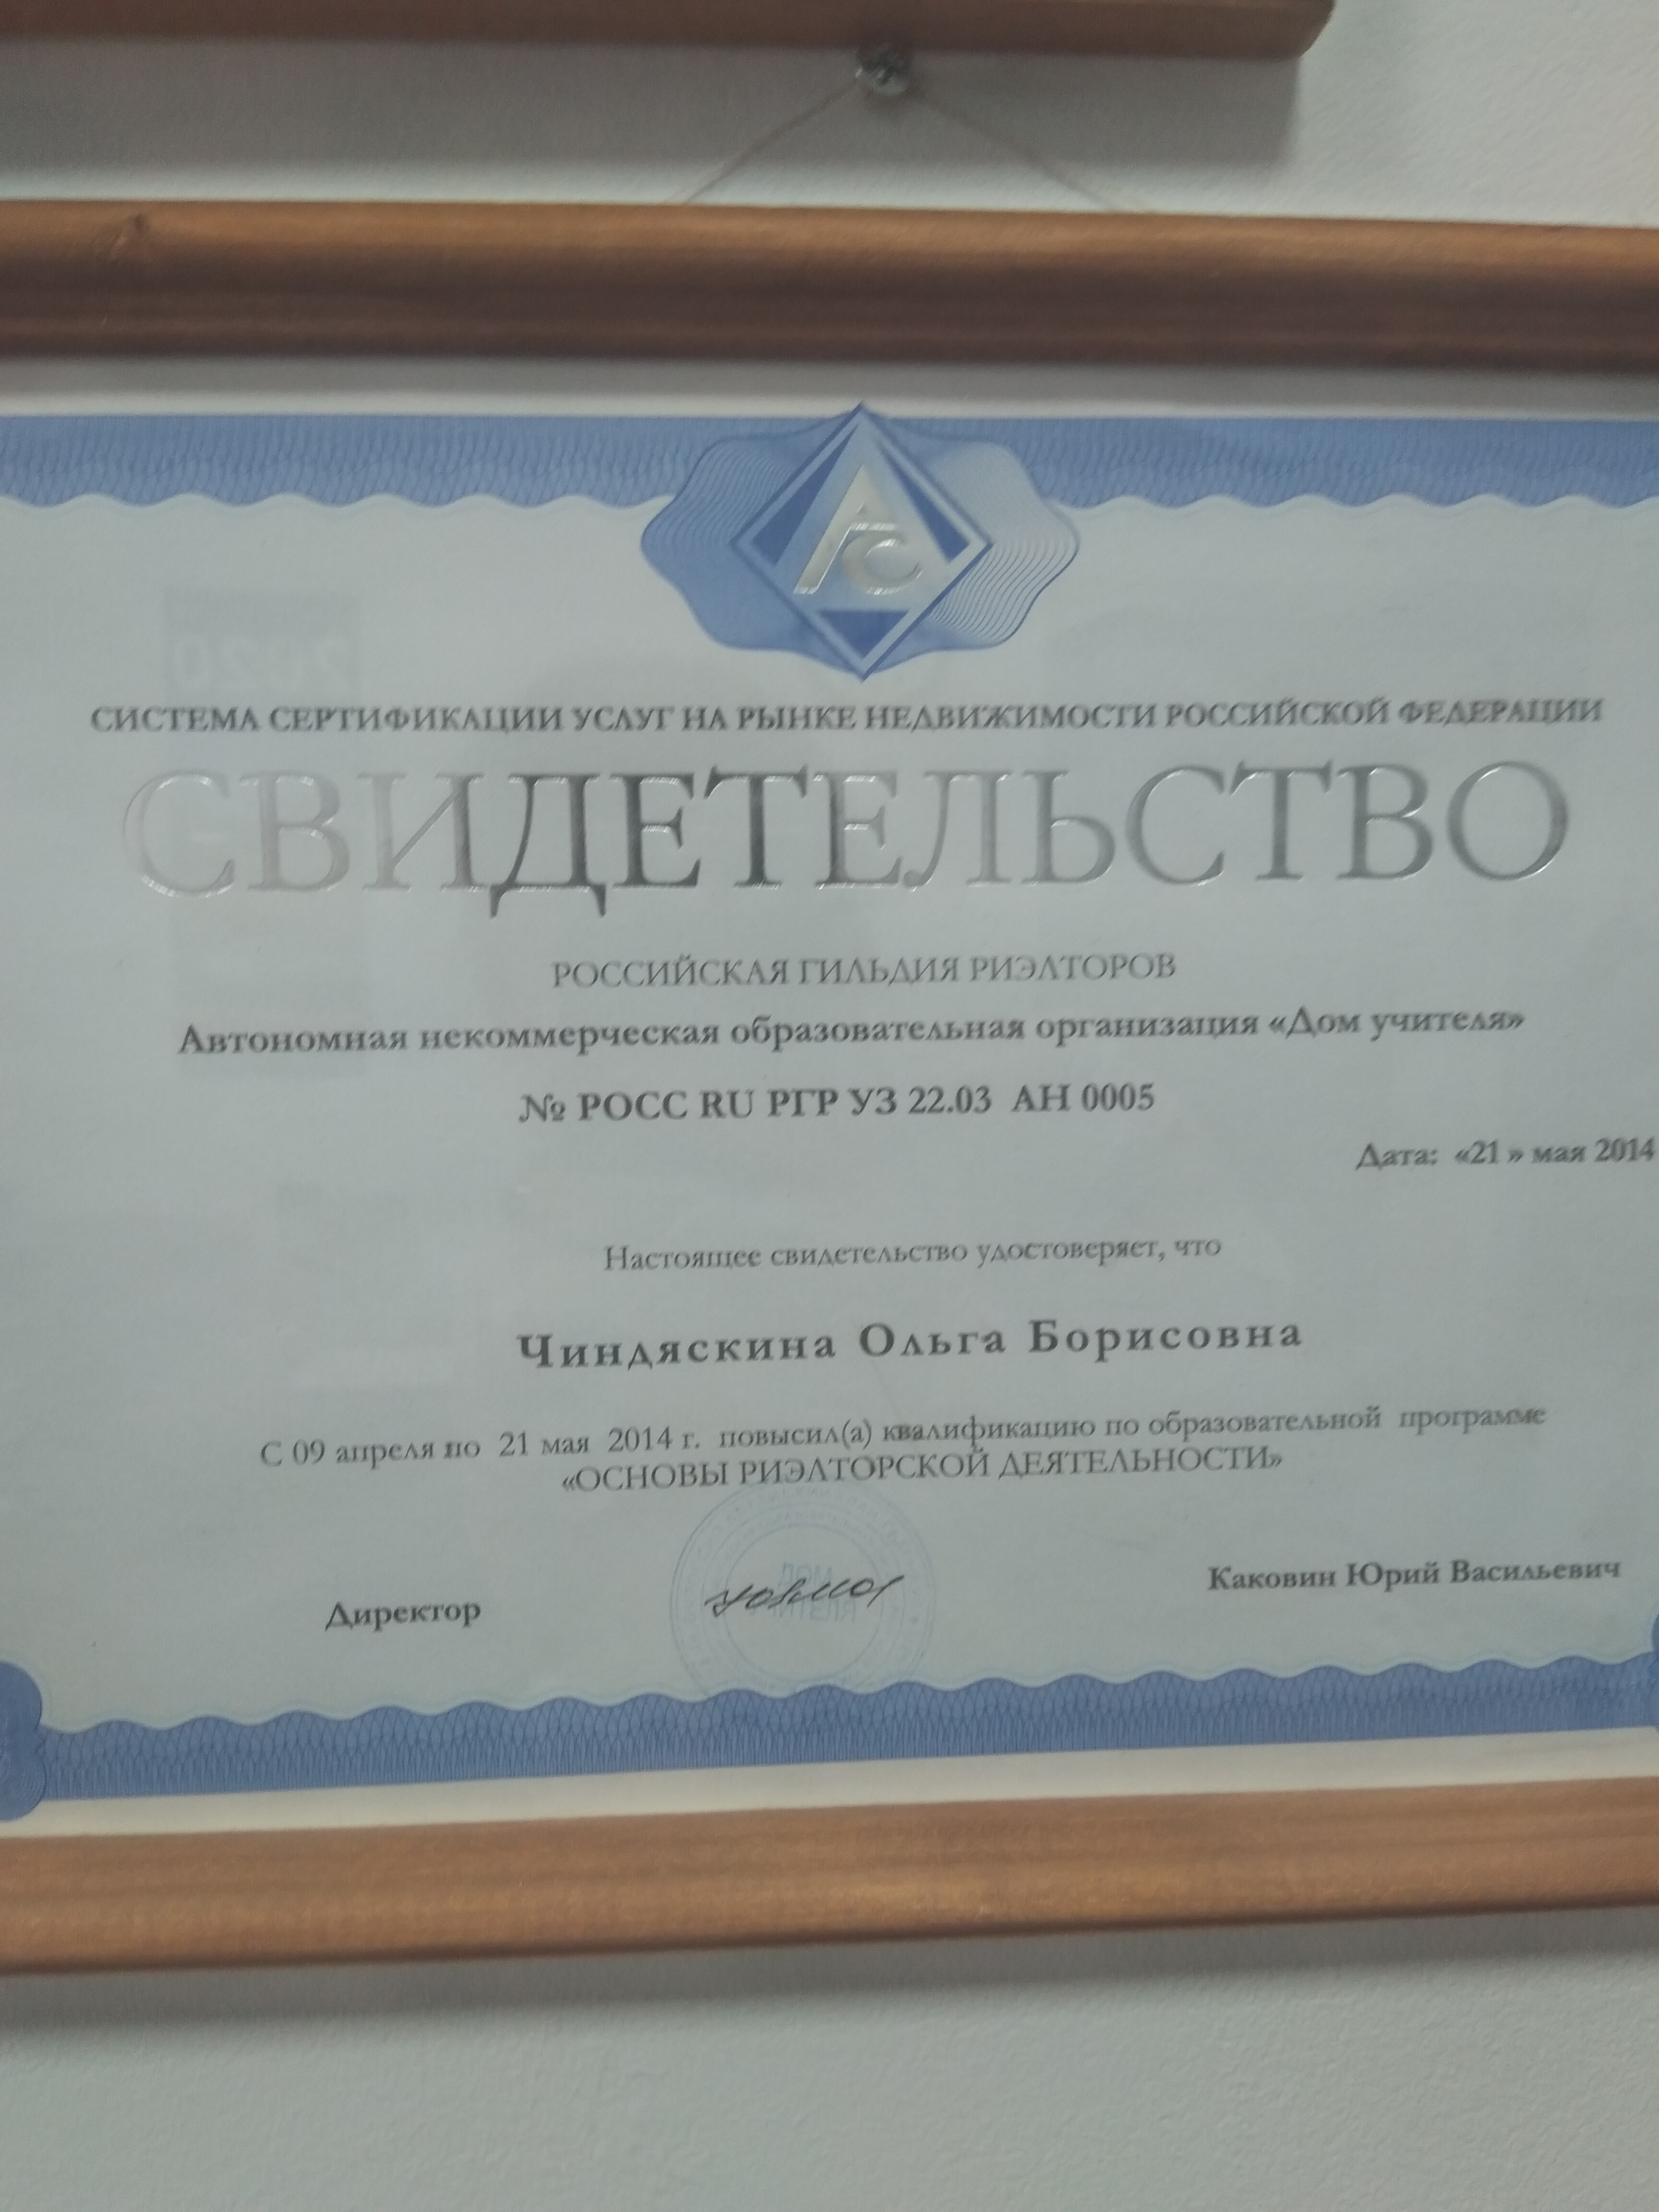 СИСТЕМА СЕРТИФИКАЦИИ УСЛУГ НА РЫНКЕ НЕДВИЖИМОСТИ РОССИЙСКОЙ ФЕДЕРАЦИИ
СВИДЕТЕЛЬСТВО
РОССИЙСКАЯ ГИЛЬДИЯ РИЭЛТОРОВ
Автономная некоммерческая образовательная организация «Дом учителя»
№ РОСС RU РГР УЗ 22.03 АН 0005
Дата: «21 » мая 2014
Настоящее свидетельство удостоверяет, что
Чиндяскина Ольга Борисовна
С 09 апреля по 21 мая 2014 г. повысил(а) квалификацию по образовательной программе
«ОСНОВЫ РИЭЛТОРСКОЙ ДЕЯТЕЛЬНОСТИ»
Директор
Каковин Юрий Васильевич